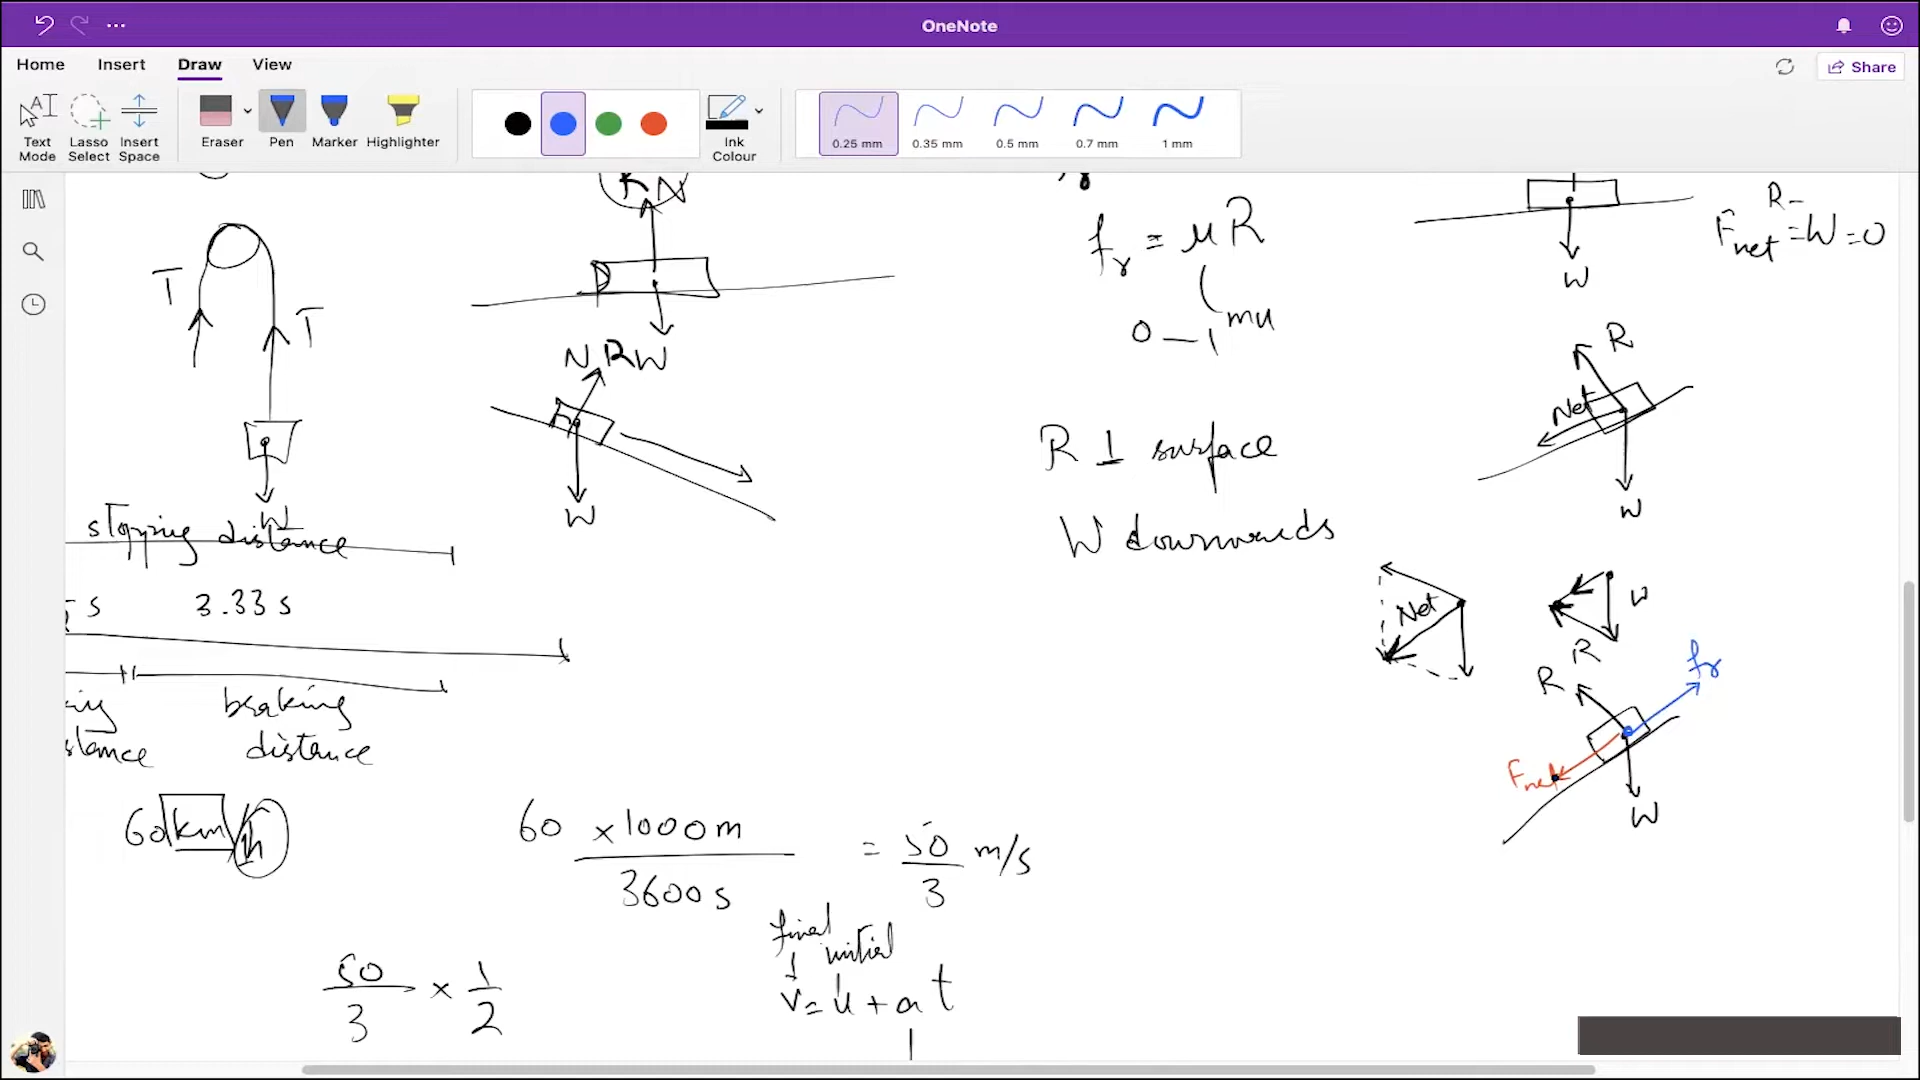 OneNote
Home Insert Draw View
Share
Text Mode
Lasso Select
Insert Space
Eraser
Pen
Marker
Highlighter
Ink Colour
0.25 mm
0.35 mm
0.5 mm
0.7 mm
1 mm
R N
T
T
W
W
N R
W
fr = μR
mu
0 — 1
R ⊥ surface
W downwards
W
R-
Fnet = W = 0
R
Net
W
Net
W
R
R
fr
Fnet
W
stopping distance
s 3.33 s
braking
distance
60 km/h
60 × 1000 m
3600 s
= 50
3
m/s
final
initial
v = u + at
50
3
× 1
2